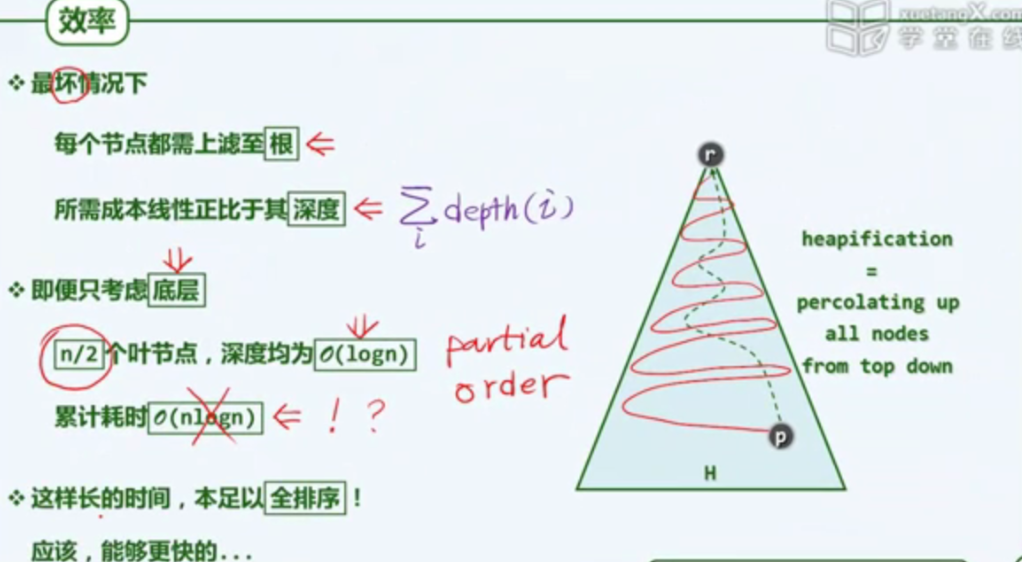 效率
xuetangX.com
学堂在线
❖ 最坏情况下
每个节点都需上滤至根 ⇐
所需成本线性正比于其深度 ⇐ ∑ depth(i)
i
❖ 即便只考虑底层
n/2个叶节点，深度均为O(logn)
累计耗时O(nlogn) ⇐ ! ?
partial
order
❖ 这样长的时间，本足以全排序！
应该，能够更快的...
r
p
H
heapification
=
percolating up
all nodes
from top down